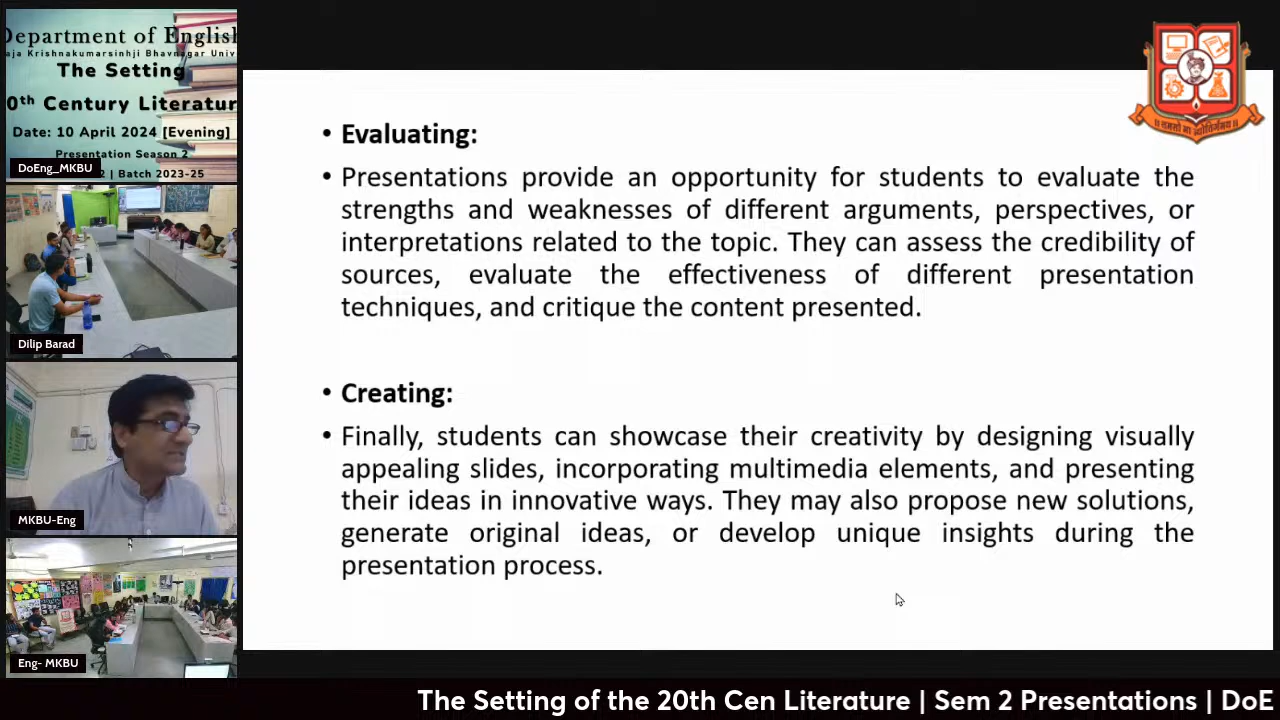 Department of English
aja Krishnakumarsinhji Bhavnagar Univ
The Setting
0th Century Literatur
Date: 10 April 2024 [Evening]
Presentation Season 2
2 | Batch 2023-25
DoEng_MKBU
Dilip Barad
MKBU-Eng
Eng- MKBU
• Evaluating:
• Presentations provide an opportunity for students to evaluate the
strengths and weaknesses of different arguments, perspectives, or
interpretations related to the topic. They can assess the credibility of
sources, evaluate the effectiveness of different presentation
techniques, and critique the content presented.
• Creating:
• Finally, students can showcase their creativity by designing visually
appealing slides, incorporating multimedia elements, and presenting
their ideas in innovative ways. They may also propose new solutions,
generate original ideas, or develop unique insights during the
presentation process.
The Setting of the 20th Cen Literature | Sem 2 Presentations | DoE